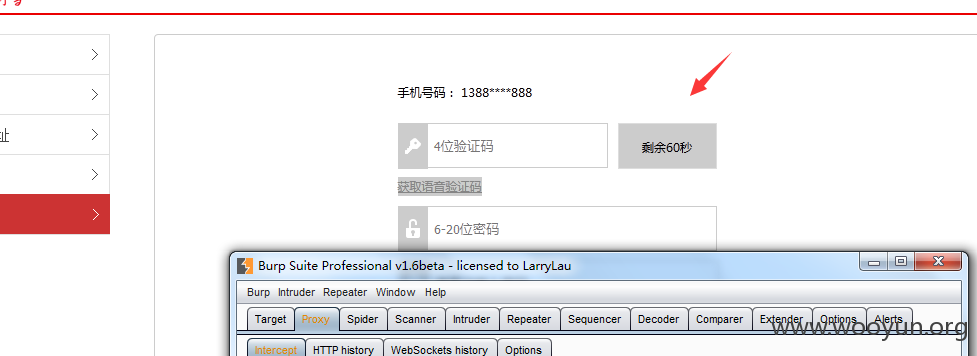 手机号码： 1388****888
4位验证码
剩余60秒
址
获取语音验证码
6-20位密码
Burp Suite Professional v1.6beta - licensed to LarryLau
Burp Intruder Repeater Window Help
Target Proxy Spider Scanner Intruder Repeater Sequencer Decoder Comparer Extender Options Alerts
www.wooyun.org
Intercept HTTP history WebSockets history Options